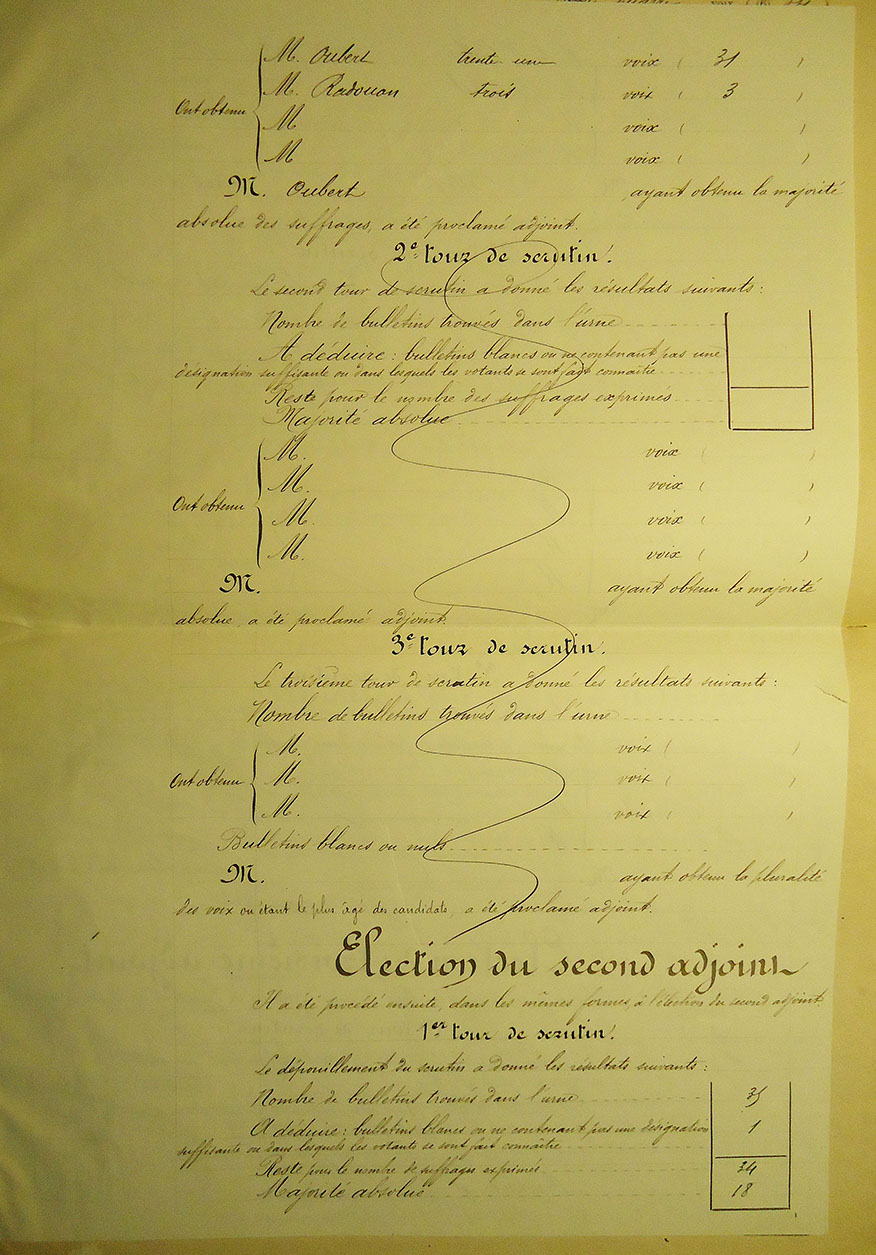 M. Oubert trente une voix ( 31 )
M. Radouan trois voix ( 3 )
Ont obtenu
M voix ( )
M voix ( )
M. Oubert ayant obtenu la majorité
absolue des suffrages, a été proclamé adjoint.
2e tour de scrutin.
Le second tour de scrutin a donné les résultats suivants :
Nombre de bulletins trouvés dans l'urne
A déduire : bulletins blancs ou ne contenant pas une
désignation suffisante ou dans lesquels les votants se sont fait connaître
Reste pour le nombre des suffrages exprimés
Majorité absolue
M. voix ( )
M. voix ( )
Ont obtenu
M. voix ( )
M. voix ( )
M. ayant obtenu la majorité
absolue, a été proclamé adjoint.
3e tour de scrutin.
Le troisième tour de scrutin a donné les résultats suivants :
Nombre de bulletins trouvés dans l'urne
M. voix ( )
Ont obtenu M. voix ( )
M. voix ( )
Bulletins blancs ou nuls
M. ayant obtenu la pluralité
des voix ou étant le plus âgé des candidats, a été proclamé adjoint.
Election du second adjoint
Il a été procédé ensuite, dans les mêmes formes, à l'élection du second adjoint.
1er tour de scrutin.
Le dépouillement du scrutin a donné les résultats suivants :
Nombre de bulletins trouvés dans l'urne 35
A déduire : bulletins blancs ou ne contenant pas une désignation 1
suffisante ou dans lesquels les votants se sont fait connaître
Reste pour le nombre de suffrages exprimés 34
Majorité absolue 18